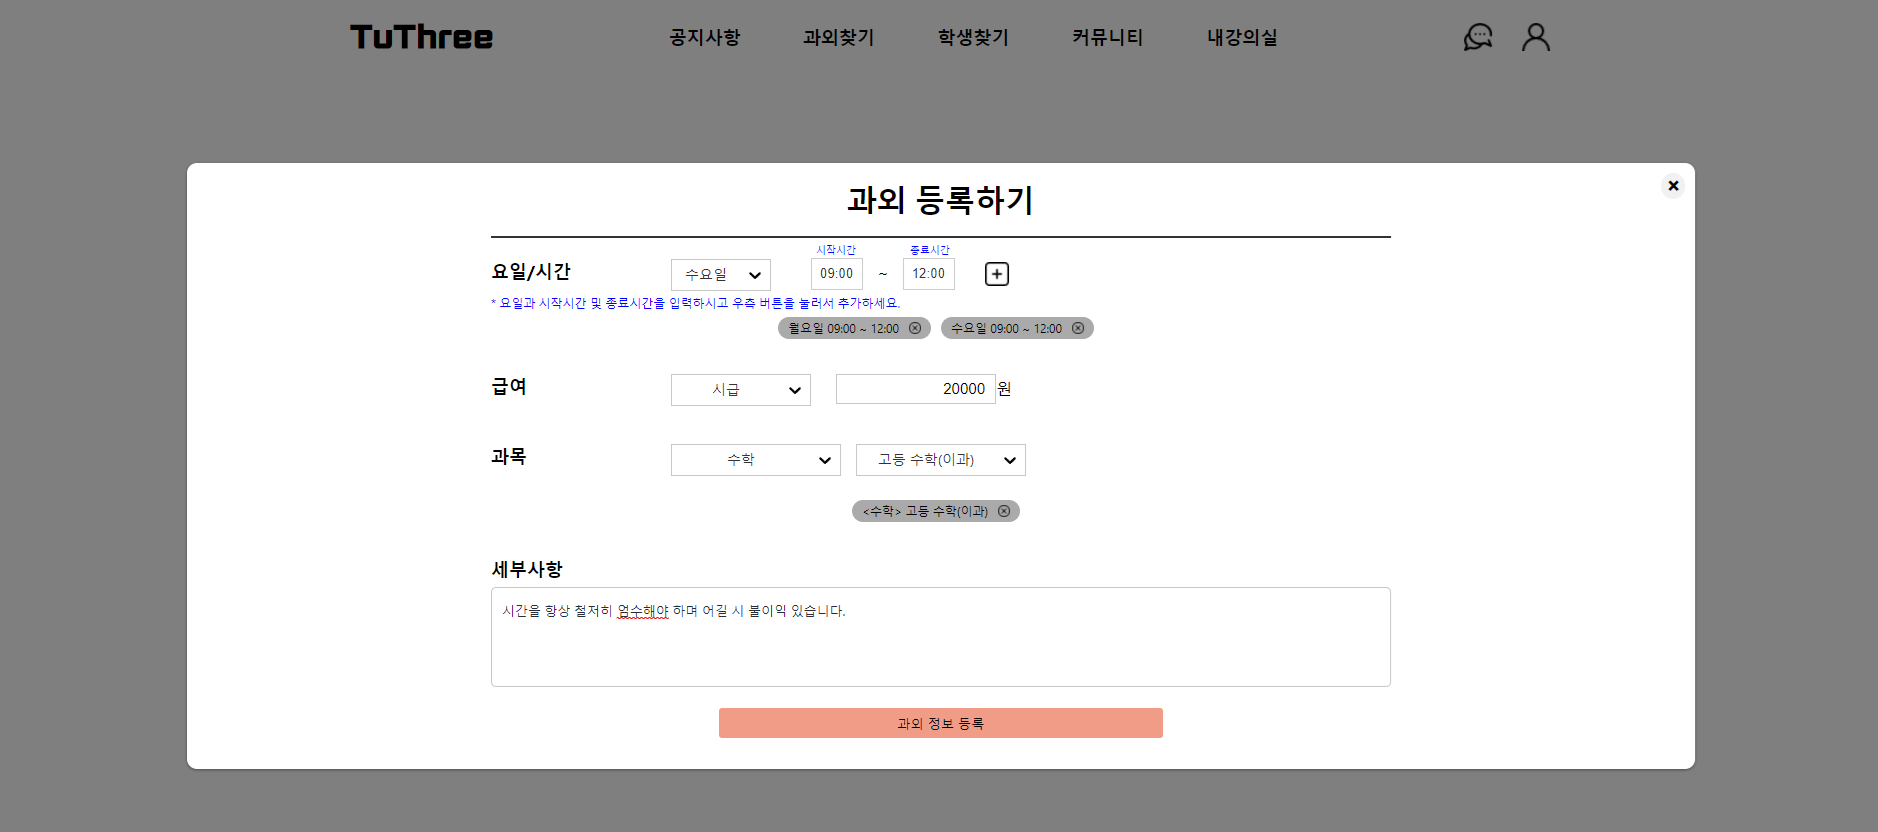 TuThree 공지사항 과외찾기 학생찾기 커뮤니티 내강의실
과외 등록하기
시작시간 종료시간
요일/시간 수요일 09:00 ~ 12:00
* 요일과 시작시간 및 종료시간을 입력하시고 우측 버튼을 눌러서 추가하세요.
월요일 09:00 ~ 12:00 수요일 09:00 ~ 12:00
급여 시급 20000 원
과목 수학 고등 수학(이과)
<수학> 고등 수학(이과)
세부사항
시간을 항상 철저히 엄수해야 하며 어길 시 불이익 있습니다.
과외 정보 등록